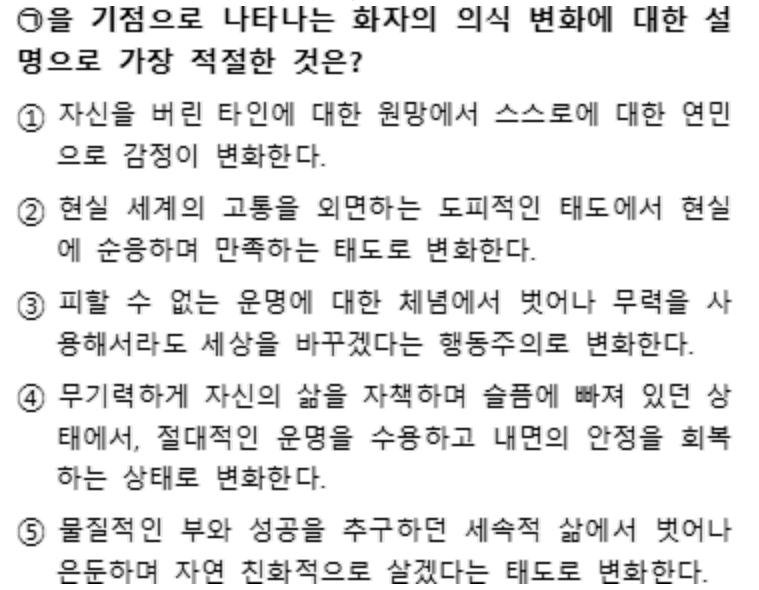 ㉠을 기점으로 나타나는 화자의 의식 변화에 대한 설
명으로 가장 적절한 것은?
① 자신을 버린 타인에 대한 원망에서 스스로에 대한 연민
으로 감정이 변화한다.
② 현실 세계의 고통을 외면하는 도피적인 태도에서 현실
에 순응하며 만족하는 태도로 변화한다.
③ 피할 수 없는 운명에 대한 체념에서 벗어나 무력을 사
용해서라도 세상을 바꾸겠다는 행동주의로 변화한다.
④ 무기력하게 자신의 삶을 자책하며 슬픔에 빠져 있던 상
태에서, 절대적인 운명을 수용하고 내면의 안정을 회복
하는 상태로 변화한다.
⑤ 물질적인 부와 성공을 추구하던 세속적 삶에서 벗어나
은둔하며 자연 친화적으로 살겠다는 태도로 변화한다.